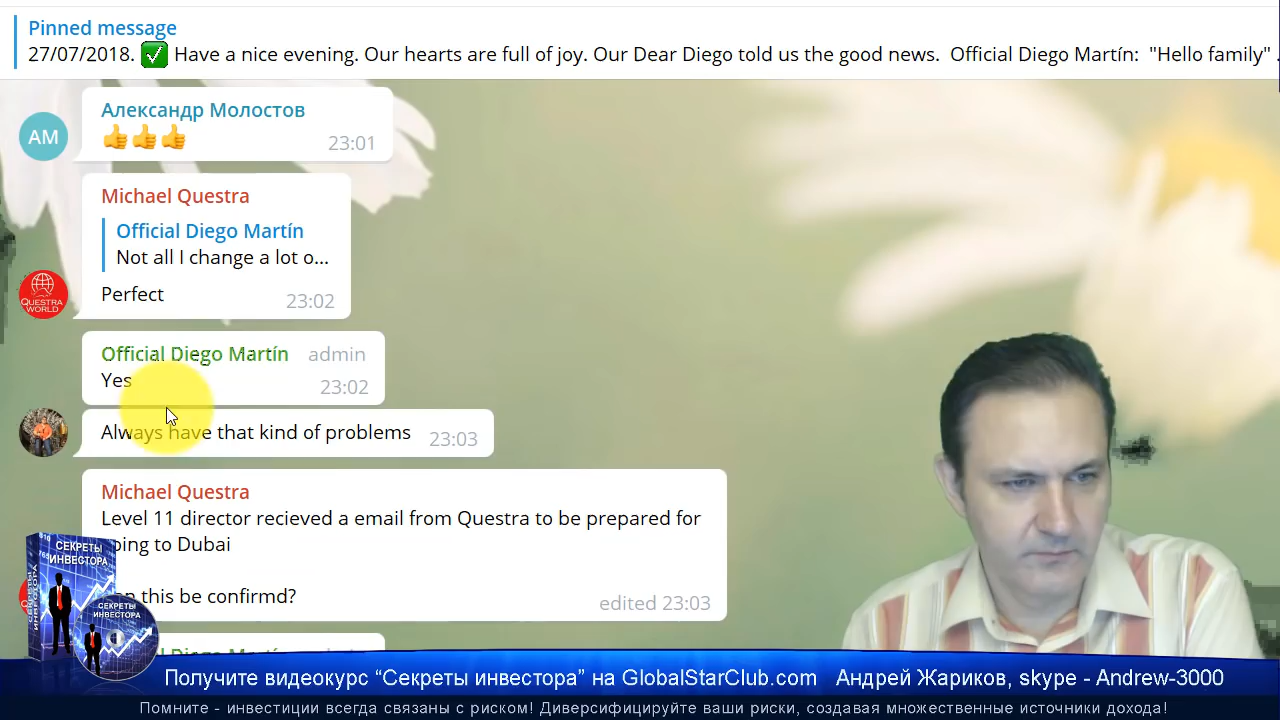 Pinned message
27/07/2018. ✅ Have a nice evening. Our hearts are full of joy. Our Dear Diego told us the good news. Official Diego Martín: "Hello family" .
Александр Молостов
AM
👍👍👍 23:01
Michael Questra
Official Diego Martín
Not all I change a lot o...
Perfect 23:02
QUESTRA
WORLD
Official Diego Martín admin
Yes 23:02
Always have that kind of problems 23:03
Michael Questra
Level 11 director recieved a email from Questra to be prepared for
going to Dubai
this be confirmd?
edited 23:03
СЕКРЕТЫ
ИНВЕСТОРА
СЕКРЕТЫ ИНВЕСТОРА
СЕКРЕТЫ
ИНВЕСТОРА
Получите видеокурс “Секреты инвестора” на GlobalStarClub.com Андрей Жариков, skype - Andrew-3000
Помните - инвестиции всегда связаны с риском! Диверсифицируйте ваши риски, создавая множественные источники дохода!